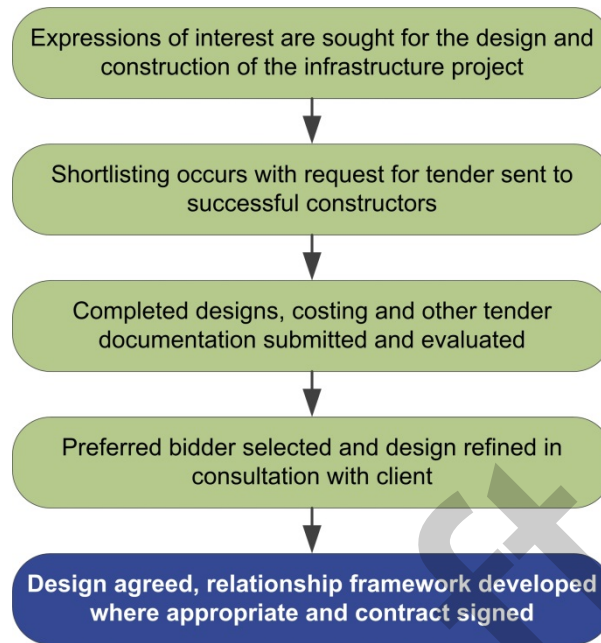 Expressions of interest are sought for the design and
construction of the infrastructure project
Shortlisting occurs with request for tender sent to
successful constructors
Completed designs, costing and other tender
documentation submitted and evaluated
Preferred bidder selected and design refined in
consultation with client
Design agreed, relationship framework developed
where appropriate and contract signed
ft